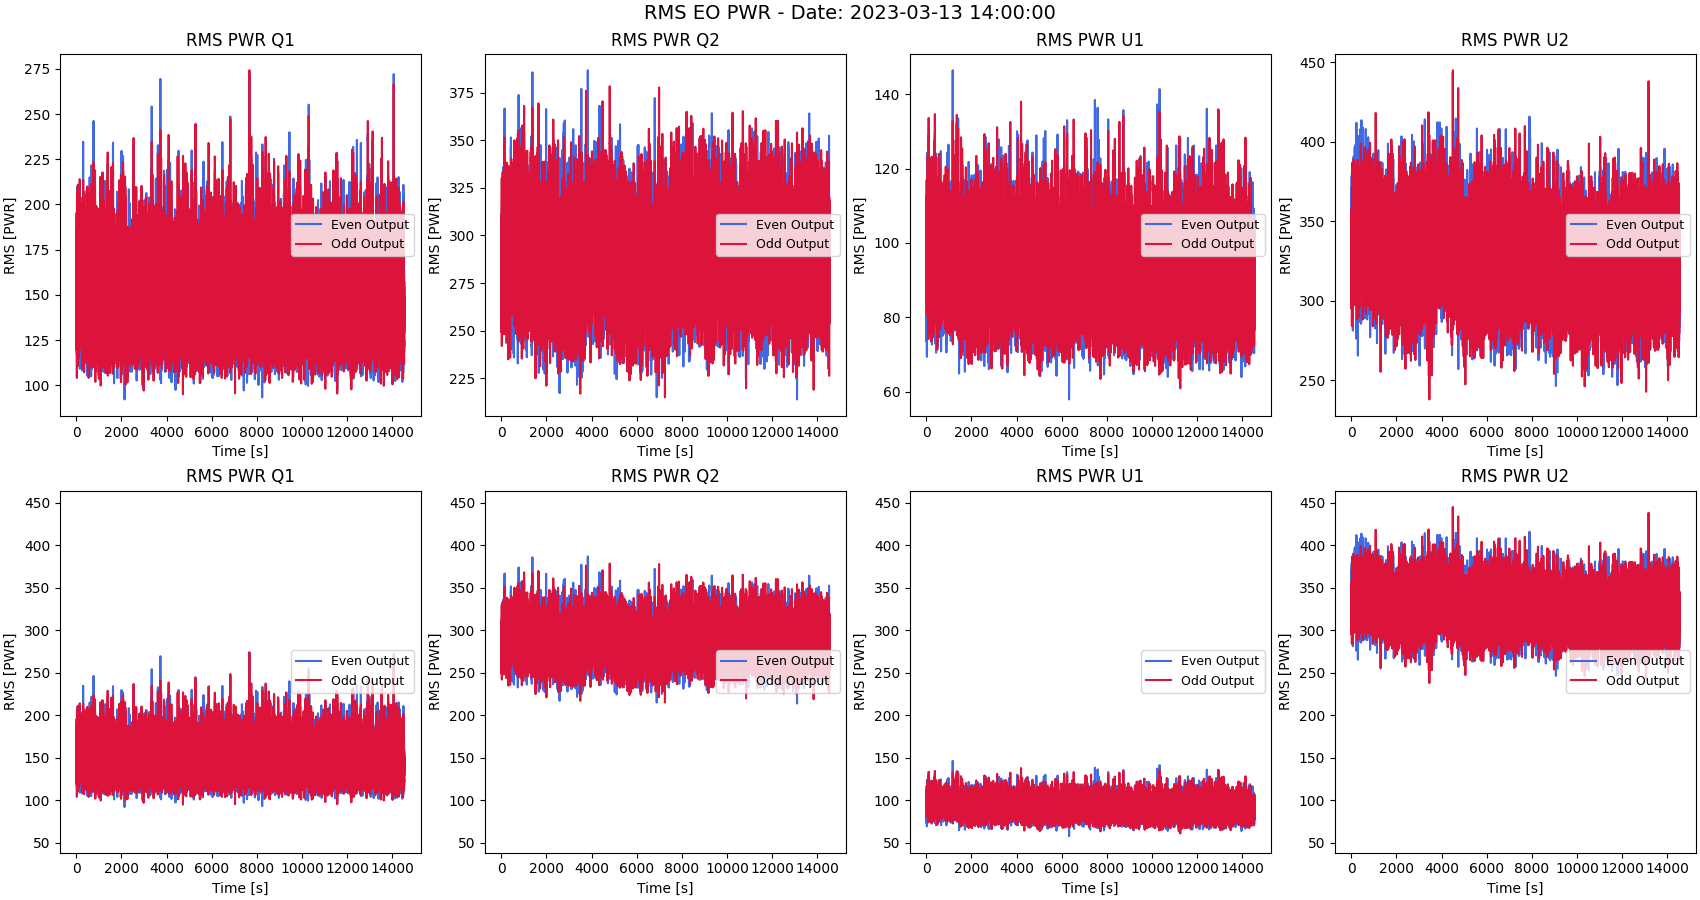 RMS EO PWR - Date: 2023-03-13 14:00:00
RMS PWR Q1
RMS [PWR]
275
250
225
200
175
150
125
100
Even Output
Odd Output
0 2000 4000 6000 8000 10000 12000 14000
Time [s]
RMS PWR Q2
RMS [PWR]
375
350
325
300
275
250
225
Even Output
Odd Output
0 2000 4000 6000 8000 10000 12000 14000
Time [s]
RMS PWR U1
RMS [PWR]
140
120
100
80
60
Even Output
Odd Output
0 2000 4000 6000 8000 10000 12000 14000
Time [s]
RMS PWR U2
RMS [PWR]
450
400
350
300
250
Even Output
Odd Output
0 2000 4000 6000 8000 10000 12000 14000
Time [s]
RMS PWR Q1
RMS [PWR]
450
400
350
300
250
200
150
100
50
Even Output
Odd Output
0 2000 4000 6000 8000 10000 12000 14000
Time [s]
RMS PWR Q2
RMS [PWR]
450
400
350
300
250
200
150
100
50
Even Output
Odd Output
0 2000 4000 6000 8000 10000 12000 14000
Time [s]
RMS PWR U1
RMS [PWR]
450
400
350
300
250
200
150
100
50
Even Output
Odd Output
0 2000 4000 6000 8000 10000 12000 14000
Time [s]
RMS PWR U2
RMS [PWR]
450
400
350
300
250
200
150
100
50
Even Output
Odd Output
0 2000 4000 6000 8000 10000 12000 14000
Time [s]